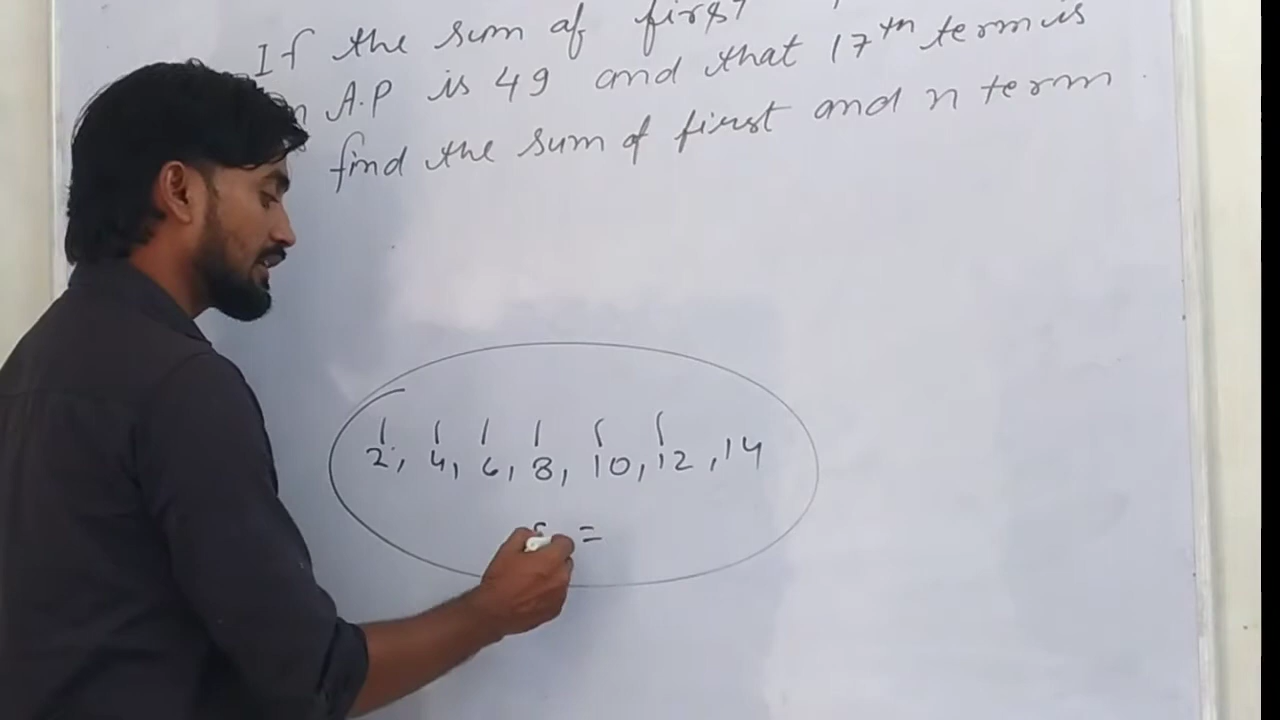 If the sum of first
A.P is 49 and that 17th term is
find the sum of first and n term
2, 4, 6, 8, 10, 12, 14
=